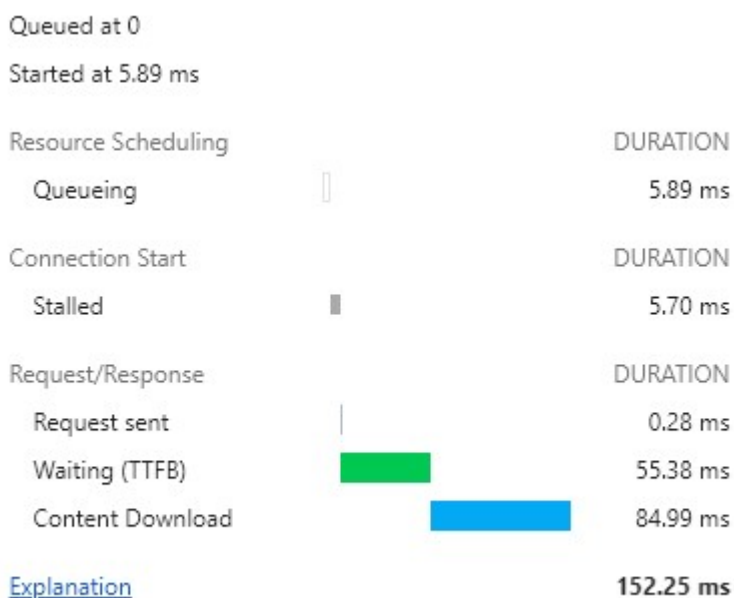 Queued at 0
Started at 5.89 ms
Resource Scheduling DURATION
Queueing 5.89 ms
Connection Start DURATION
Stalled 5.70 ms
Request/Response DURATION
Request sent 0.28 ms
Waiting (TTFB) 55.38 ms
Content Download 84.99 ms
Explanation 152.25 ms